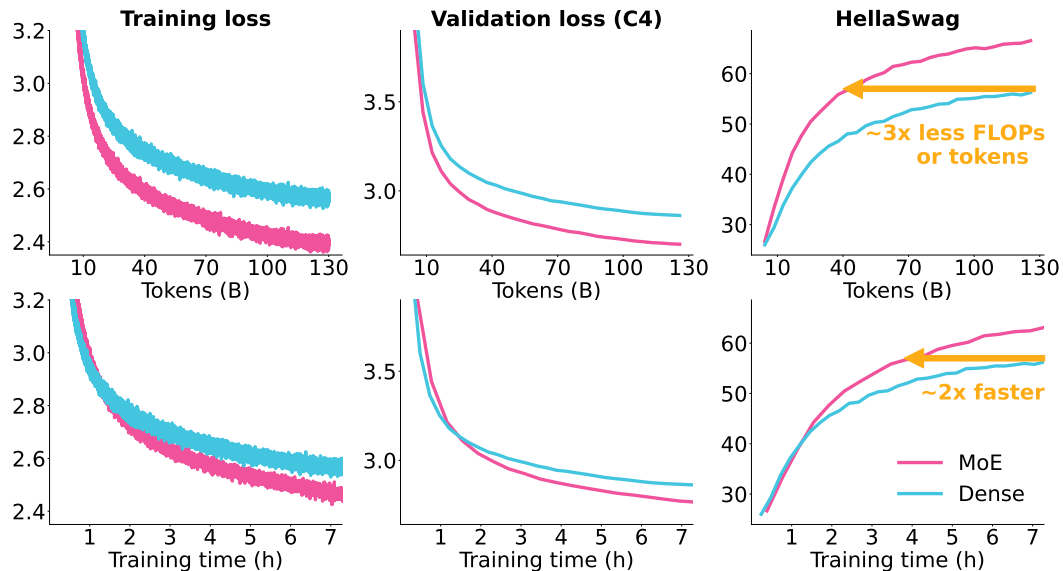 Training loss
Validation loss (C4)
HellaSwag
3.2
3.0
2.8
2.6
2.4
10 40 70 100 130
Tokens (B)
3.5
3.0
10 40 70 100 130
Tokens (B)
60
50
40
30
~3x less FLOPs
or tokens
10 40 70 100 130
Tokens (B)
3.2
3.0
2.8
2.6
2.4
1 2 3 4 5 6 7
Training time (h)
3.5
3.0
1 2 3 4 5 6 7
Training time (h)
60
50
40
30
~2x faster
MoE
Dense
1 2 3 4 5 6 7
Training time (h)